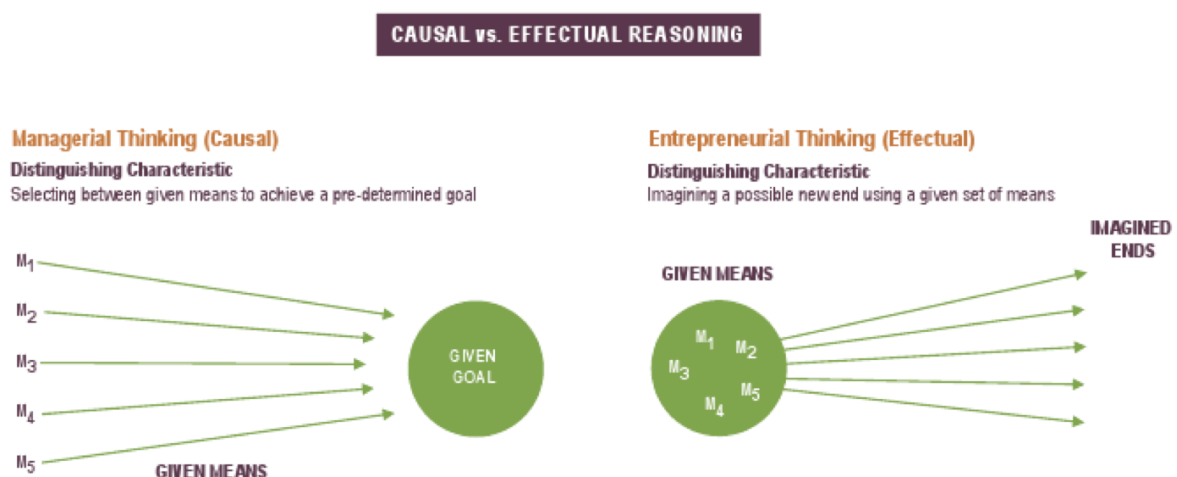 CAUSAL vs. EFFECTUAL REASONING
Managerial Thinking (Causal)
Distinguishing Characteristic
Selecting between given means to achieve a pre-determined goal
M1
M2
M3
M4
M5
GIVEN MEANS
GIVEN
GOAL
Entrepreneurial Thinking (Effectual)
Distinguishing Characteristic
Imagining a possible new end using a given set of means
IMAGINED
ENDS
GIVEN MEANS
M1
M2
M3
M5
M4